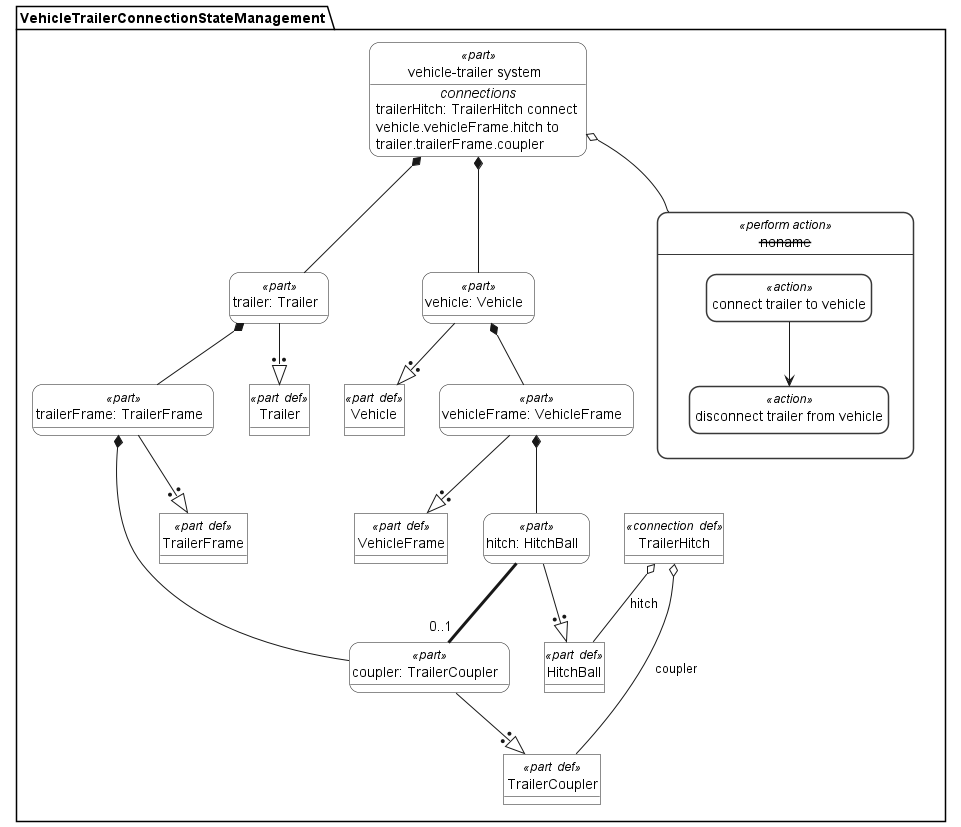 VehicleTrailerConnectionStateManagement
«part»
vehicle-trailer system
connections
trailerHitch: TrailerHitch connect
vehicle.vehicleFrame.hitch to
trailer.trailerFrame.coupler
«perform action»
noname
«action»
connect trailer to vehicle
«action»
disconnect trailer from vehicle
«part»
trailer: Trailer
«part»
vehicle: Vehicle
«part»
trailerFrame: TrailerFrame
«part def»
Trailer
«part def»
Vehicle
«part»
vehicleFrame: VehicleFrame
«part def»
TrailerFrame
«part def»
VehicleFrame
«part»
hitch: HitchBall
«connection def»
TrailerHitch
hitch
0..1
«part»
coupler: TrailerCoupler
«part def»
HitchBall
coupler
«part def»
TrailerCoupler